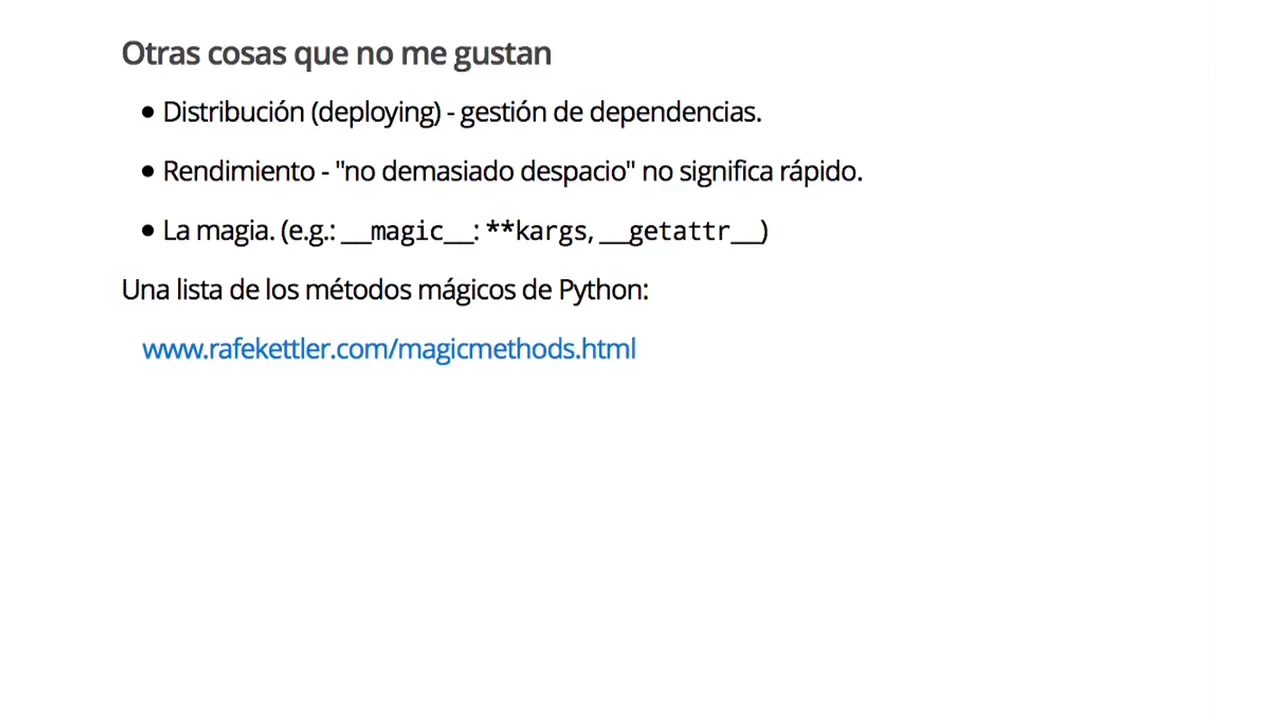 Otras cosas que no me gustan
• Distribución (deploying) - gestión de dependencias.
• Rendimiento - "no demasiado despacio" no significa rápido.
• La magia. (e.g.: __magic__: **kargs, __getattr__)
Una lista de los métodos mágicos de Python:
www.rafekettler.com/magicmethods.html